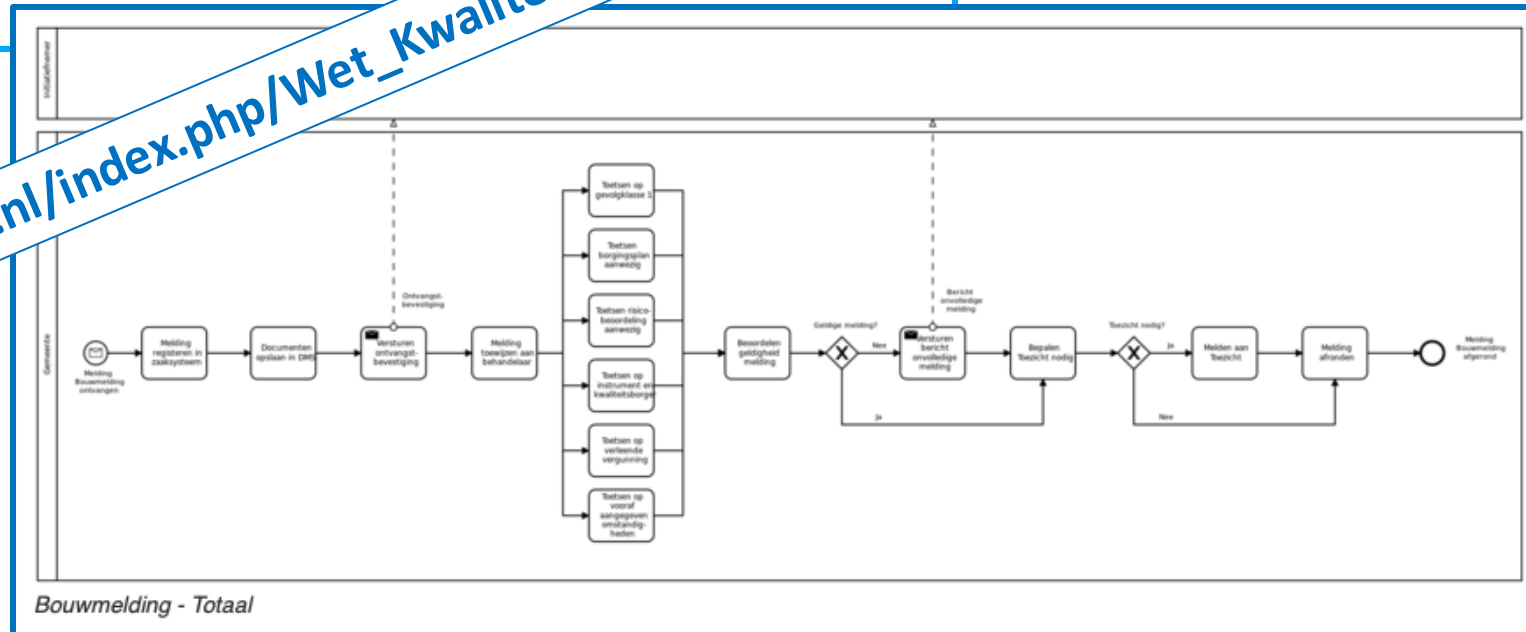 .nl/index.php/Wet_Kwalite
Initiatiefnemer
Gemeente
Melding
Bouwmelding
ontvangen
Melding
registeren in
zaaksysteem
Documenten
opslaan in DMS
Ontvangst-
bevestiging
Versturen
ontvangst-
bevestiging
Melding
toewijzen aan
behandelaar
Toetsen op
gevolgklasse 1
Toetsen
borgingsplan
aanwezig
Toetsen risico-
beoordeling
aanwezig
Toetsen op
instrument en
kwaliteitsborger
Toetsen op
verleende
vergunning
Toetsen op
vooraf
aangegeven
omstandig-
heden
Beoordelen
geldigheid
melding
Geldige melding?
Nee
Ja
Bericht
onvolledige
melding
Versturen
bericht
onvolledige
melding
Bepalen
Toezicht nodig
Toezicht nodig?
Ja
Nee
Melden aan
Toezicht
Melding
afronden
Melding
Bouwmelding
afgerond
Bouwmelding - Totaal